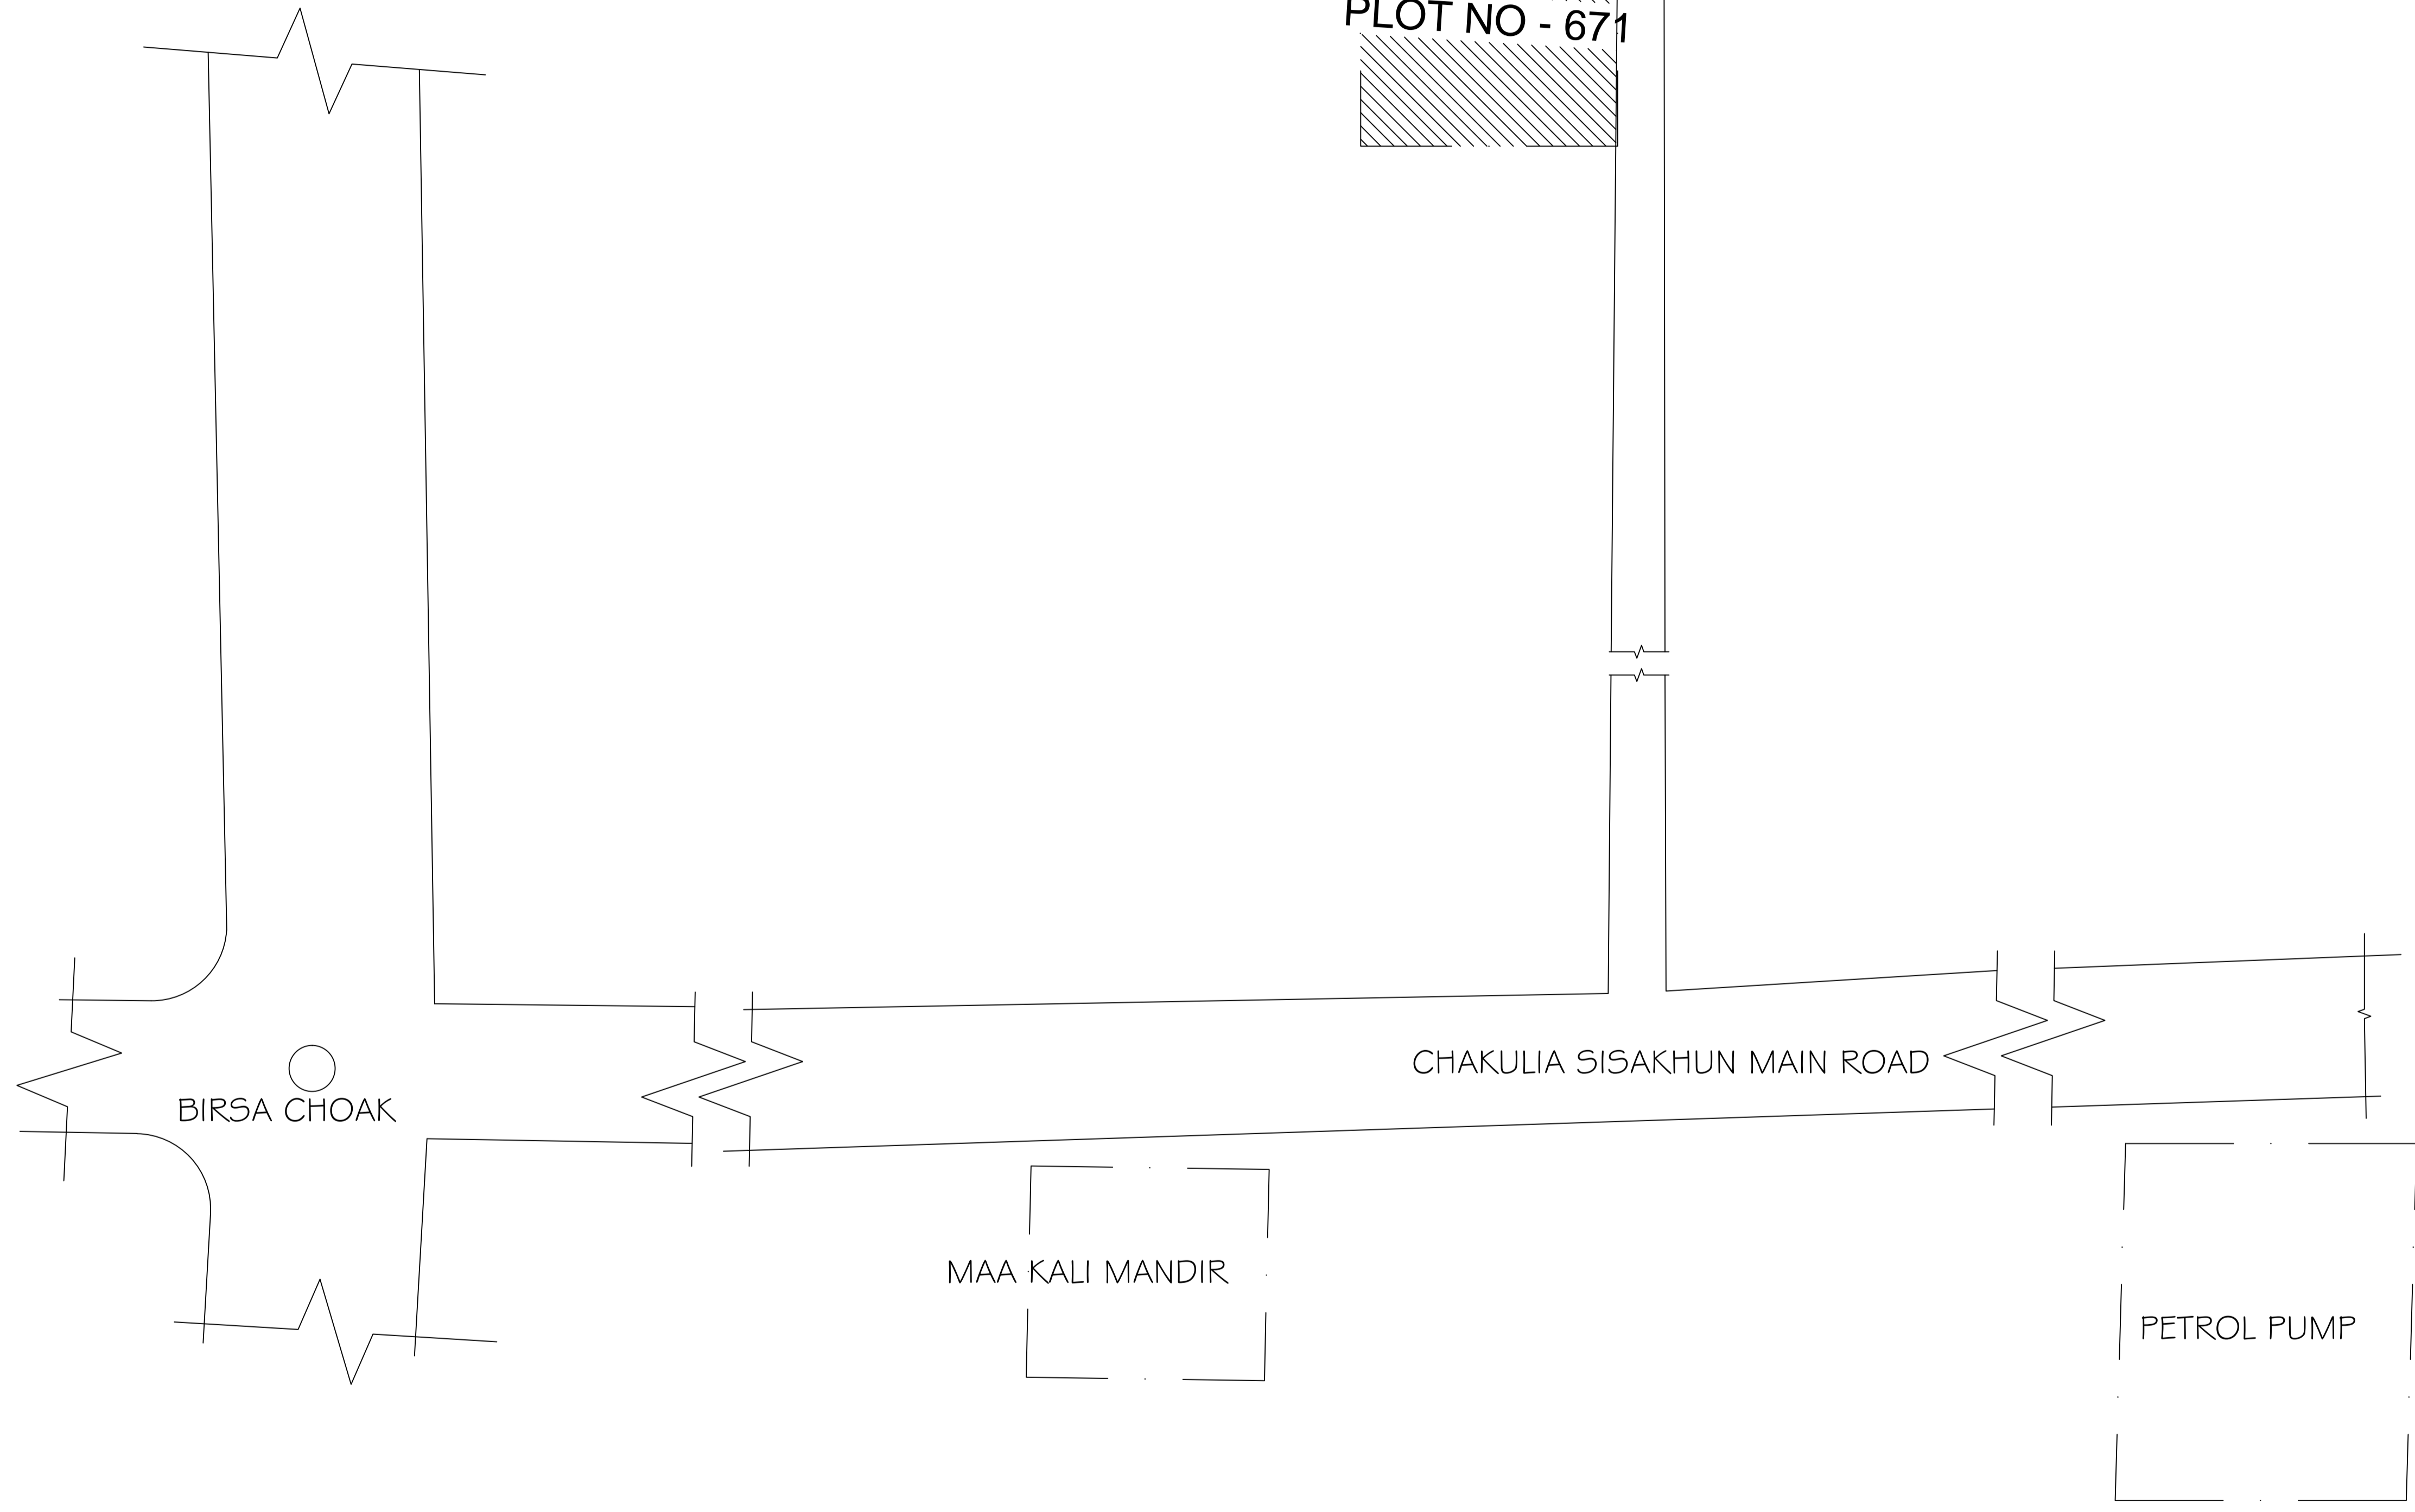 PLOT NO - 671
CHAKULIA SISAKHUN MAIN ROAD
BIRSA CHOAK
MAA KALI MANDIR
PETROL PUMP